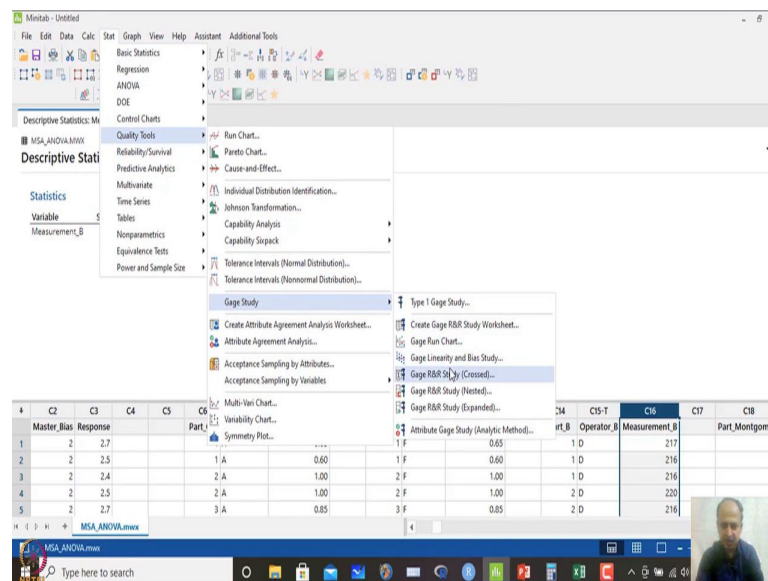 Minitab - Untitled
File Edit Data Calc Stat Graph View Help Assistant Additional Tools
Basic Statistics
Regression
ANOVA
DOE
Control Charts
Quality Tools
Reliability/Survival
Predictive Analytics
Multivariate
Time Series
Tables
Nonparametrics
Equivalence Tests
Power and Sample Size
Descriptive Statistics: Me
MSA_ANOVA.MWX
Descriptive Stati
Statistics
Variable S
Measurement_B
Run Chart...
Pareto Chart...
Cause-and-Effect...
Individual Distribution Identification...
Johnson Transformation...
Capability Analysis
Capability Sixpack
Tolerance Intervals (Normal Distribution)...
Tolerance Intervals (Nonnormal Distribution)...
Gage Study
Create Attribute Agreement Analysis Worksheet...
Attribute Agreement Analysis...
Acceptance Sampling by Attributes...
Acceptance Sampling by Variables
Multi-Vari Chart...
Variability Chart...
Symmetry Plot...
Type 1 Gage Study...
Create Gage R&R Study Worksheet...
Gage Run Chart...
Gage Linearity and Bias Study...
Gage R&R Study (Crossed)...
Gage R&R Study (Nested)...
Gage R&R Study (Expanded)...
Attribute Gage Study (Analytic Method)...
C2 C3 C4 C5 C6 C14 C15-T C16 C17 C18
Master_Bias Response Part_ rt_B Operator_B Measurement_B Part_Montgom
1 2 2.7 1 F 0.65 1 D 217
2 2 2.5 1 A 0.60 1 F 0.60 1 D 216
3 2 2.4 2 A 1.00 2 F 1.00 1 D 216
4 2 2.5 2 A 1.00 2 F 1.00 2 D 220
5 2 2.7 3 A 0.85 3 F 0.85 3 D 216
MSA_ANOVA.mwx
MSA_ANOVA.mwx
Type here to search